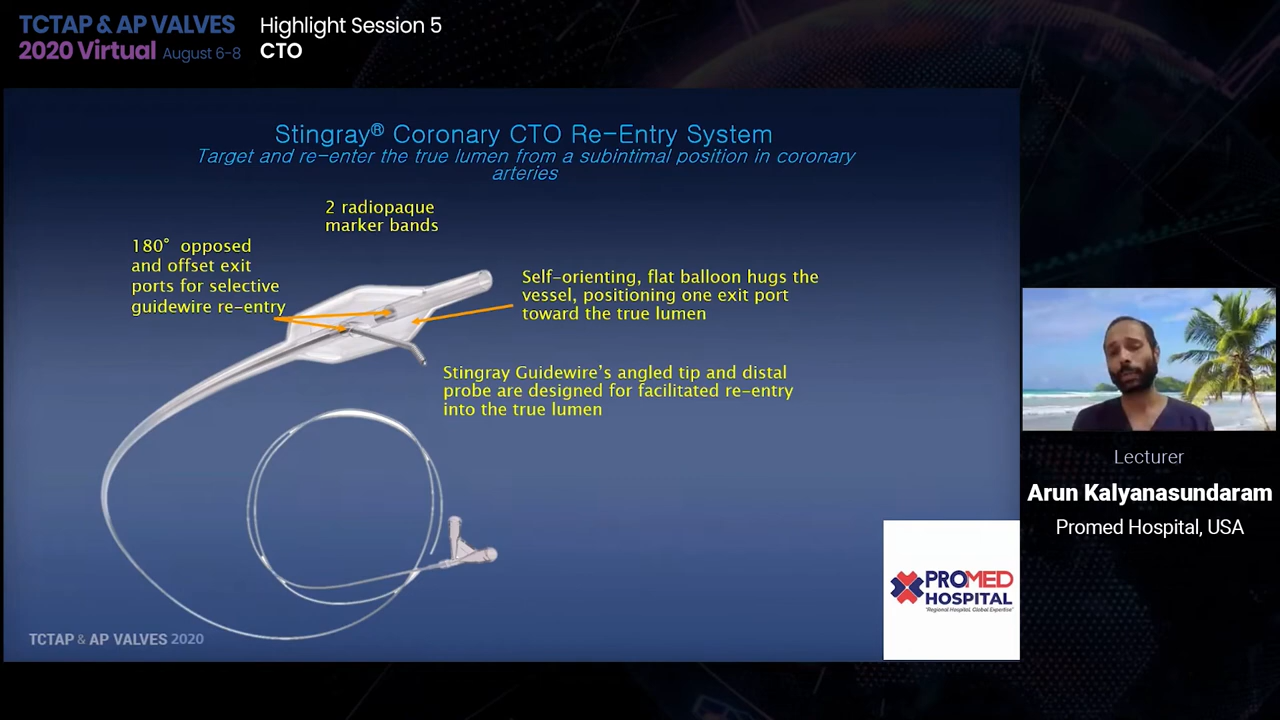 TCTAP & AP VALVES
2020 Virtual August 6-8
Highlight Session 5
CTO
Stingray® Coronary CTO Re-Entry System
Target and re-enter the true lumen from a subintimal position in coronary
arteries
2 radiopaque
marker bands
180° opposed
and offset exit
ports for selective
guidewire re-entry
Self-orienting, flat balloon hugs the
vessel, positioning one exit port
toward the true lumen
Stingray Guidewire's angled tip and distal
probe are designed for facilitated re-entry
into the true lumen
Lecturer
Arun Kalyanasundaram
Promed Hospital, USA
PROMED
HOSPITAL
"Regional Hospital, Global Expertise"
TCTAP & AP VALVES 2020